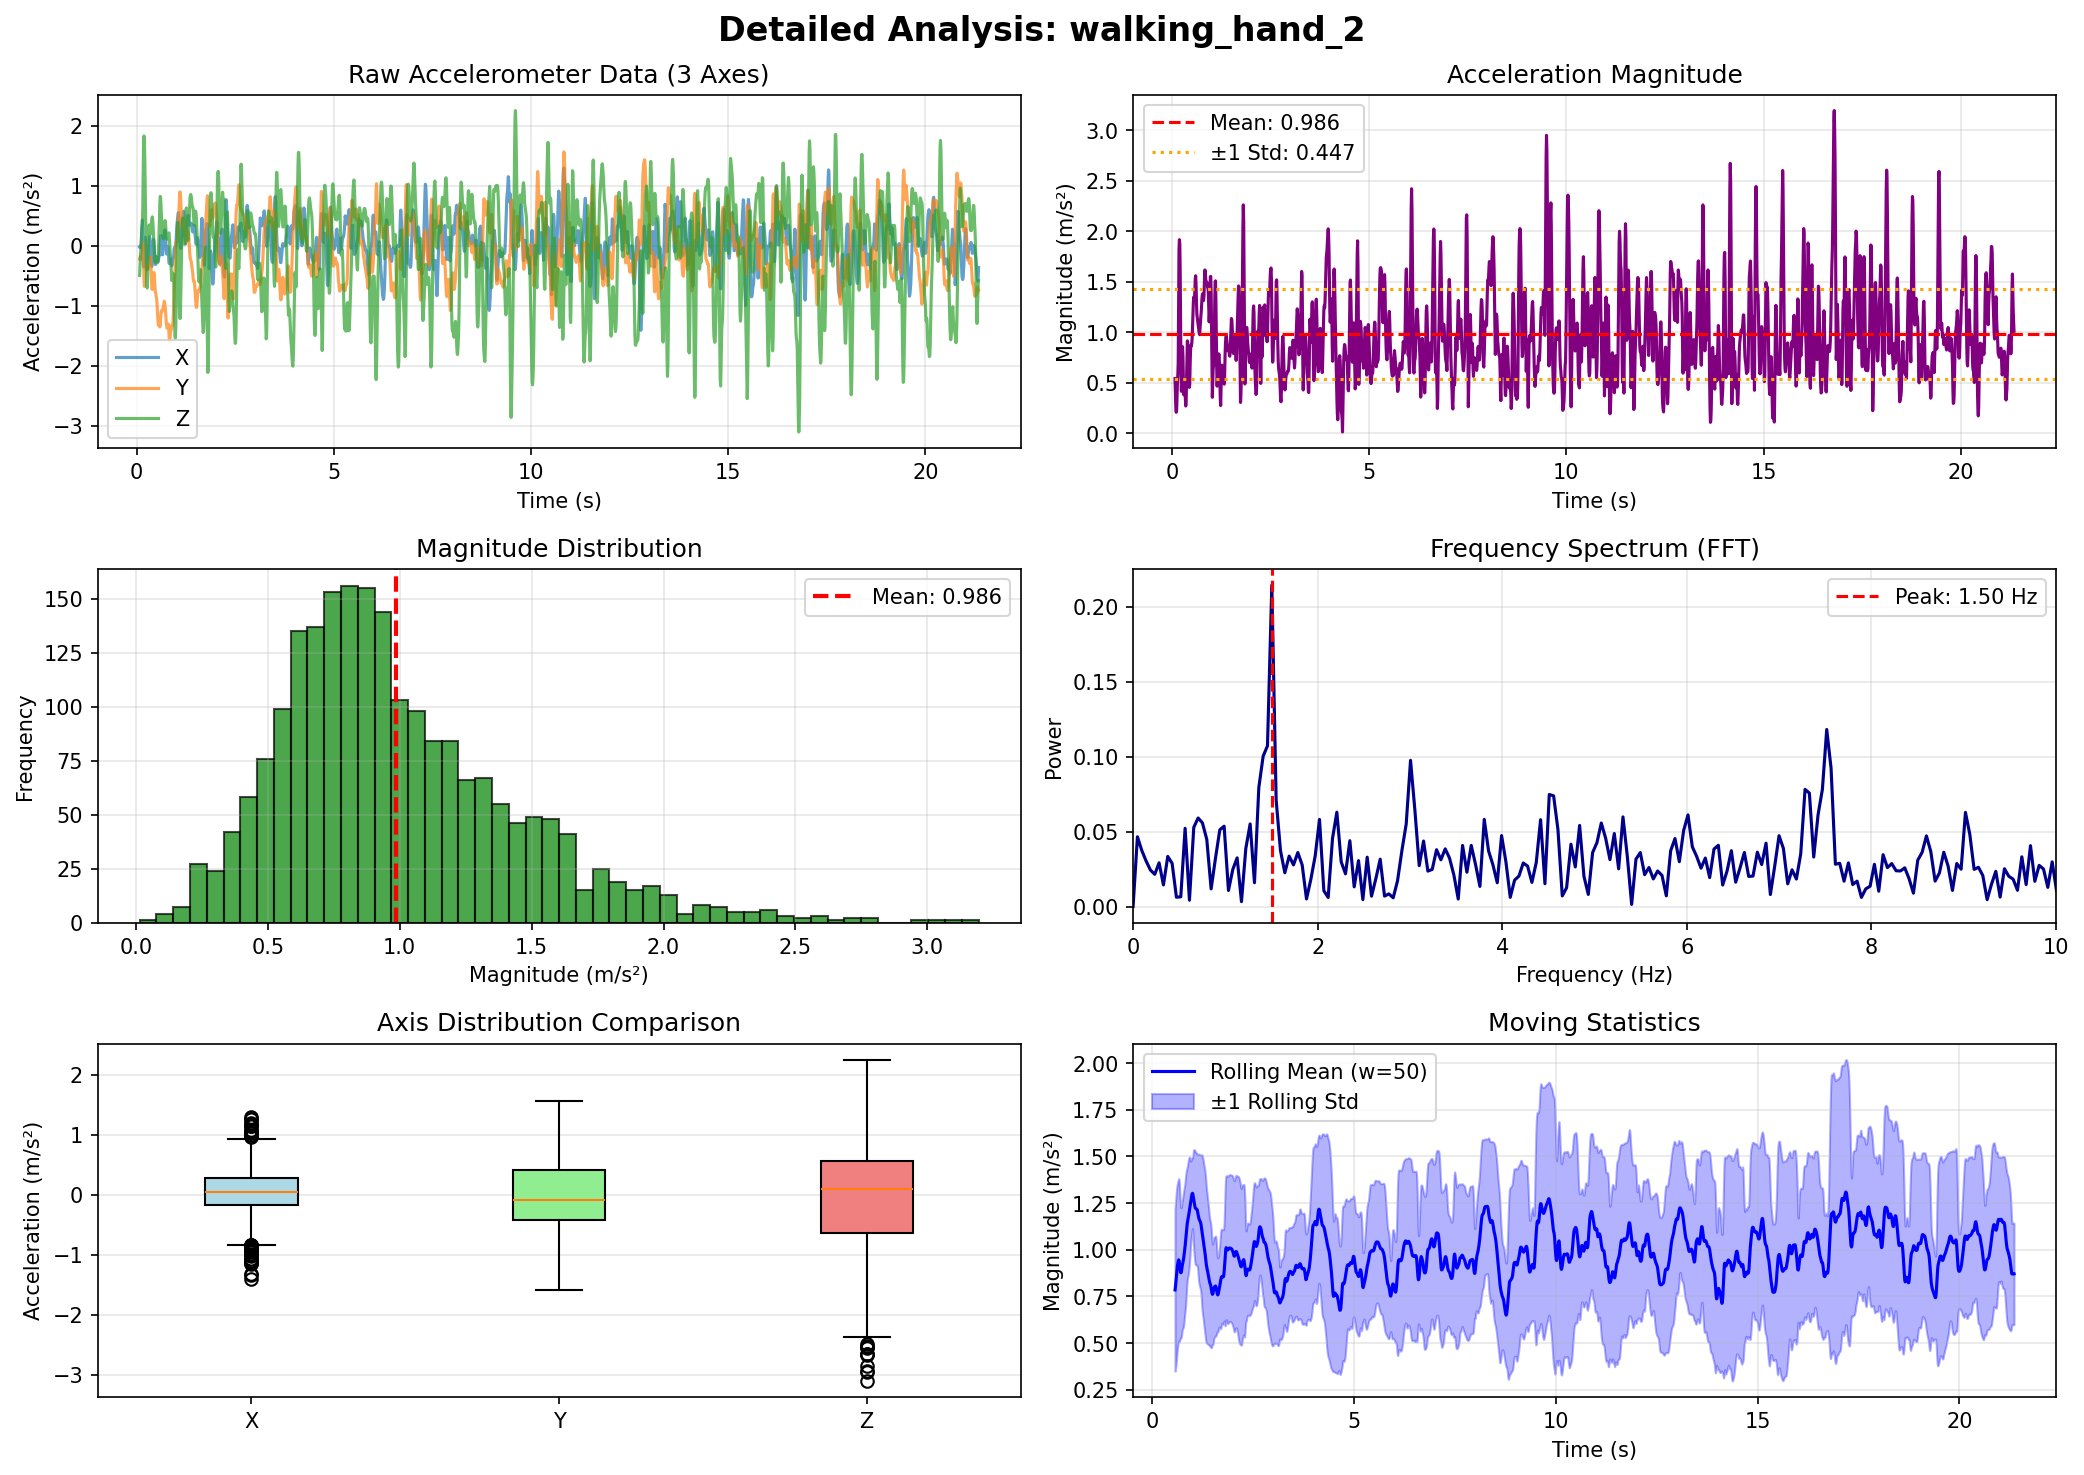 Detailed Analysis: walking_hand_2
Raw Accelerometer Data (3 Axes)
Acceleration (m/s²)
2
1
0
−1
−2
−3
X
Y
Z
0
5
10
15
20
Time (s)
Acceleration Magnitude
Magnitude (m/s²)
3.0
2.5
2.0
1.5
1.0
0.5
0.0
Mean: 0.986
±1 Std: 0.447
0
5
10
15
20
Time (s)
Magnitude Distribution
Frequency
150
125
100
75
50
25
0
Mean: 0.986
0.0
0.5
1.0
1.5
2.0
2.5
3.0
Magnitude (m/s²)
Frequency Spectrum (FFT)
Power
0.20
0.15
0.10
0.05
0.00
Peak: 1.50 Hz
0
2
4
6
8
10
Frequency (Hz)
Axis Distribution Comparison
Acceleration (m/s²)
2
1
0
−1
−2
−3
X
Y
Z
Moving Statistics
Magnitude (m/s²)
2.00
1.75
1.50
1.25
1.00
0.75
0.50
0.25
Rolling Mean (w=50)
±1 Rolling Std
0
5
10
15
20
Time (s)